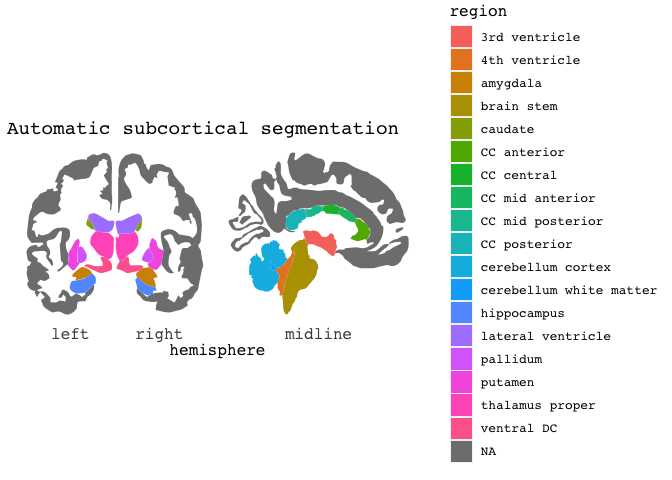 Automatic subcortical segmentation
left
right
midline
hemisphere
region
3rd ventricle
4th ventricle
amygdala
brain stem
caudate
CC anterior
CC central
CC mid anterior
CC mid posterior
CC posterior
cerebellum cortex
cerebellum white matter
hippocampus
lateral ventricle
pallidum
putamen
thalamus proper
ventral DC
NA